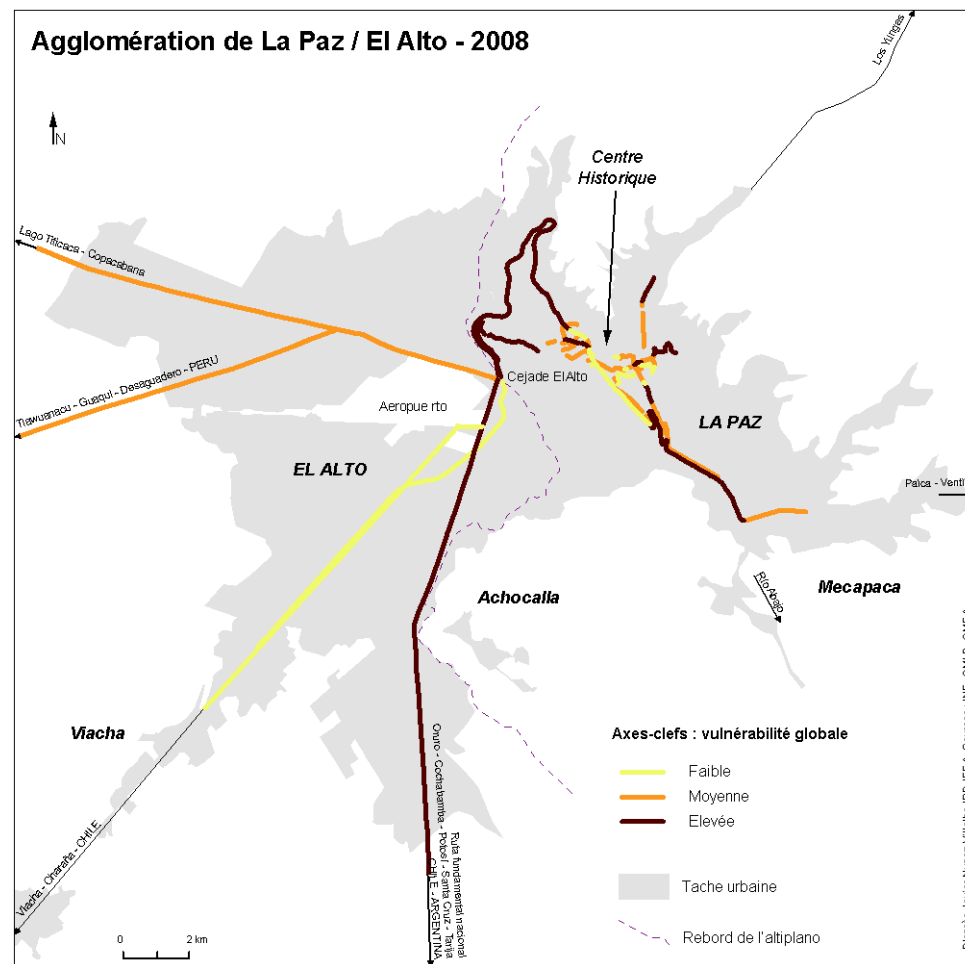 Agglomération de La Paz / El Alto - 2008
Los Yungas
N
Centre
Historique
Lago Titicaca - Copacabana
Tiawuanacu - Guaqui - Desaguadero - PERU
Cejade ElAlto
Aeropue rto
LA PAZ
EL ALTO
Palca - Venti
Achocalla
Río Abajo
Mecapaca
Viacha
Viacha - Charaña - CHILE
Oruro - Cochabamba - Potosí - Santa Cruz - Tarija
Ruta fundamental nacional
CHILE - ARGENTINA
Axes-clefs : vulnérabilité globale
Faible
Moyenne
Elevée
Tache urbaine
Rebord de l'altiplano
0 2 km